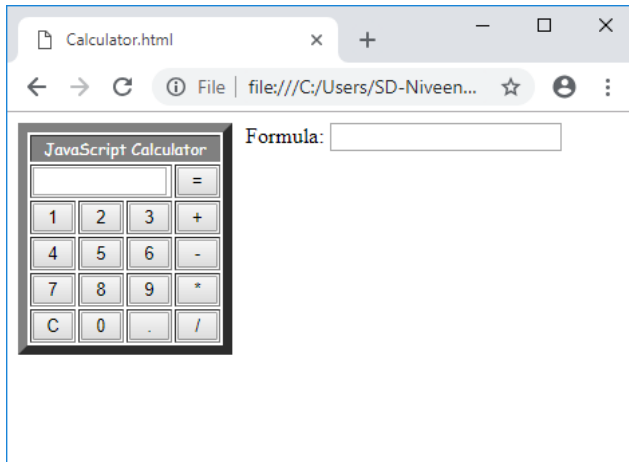 Calculator.html
File file:///C:/Users/SD-Niveen...
JavaScript Calculator
Formula:
=
1 2 3 +
4 5 6 -
7 8 9 *
C 0 . /